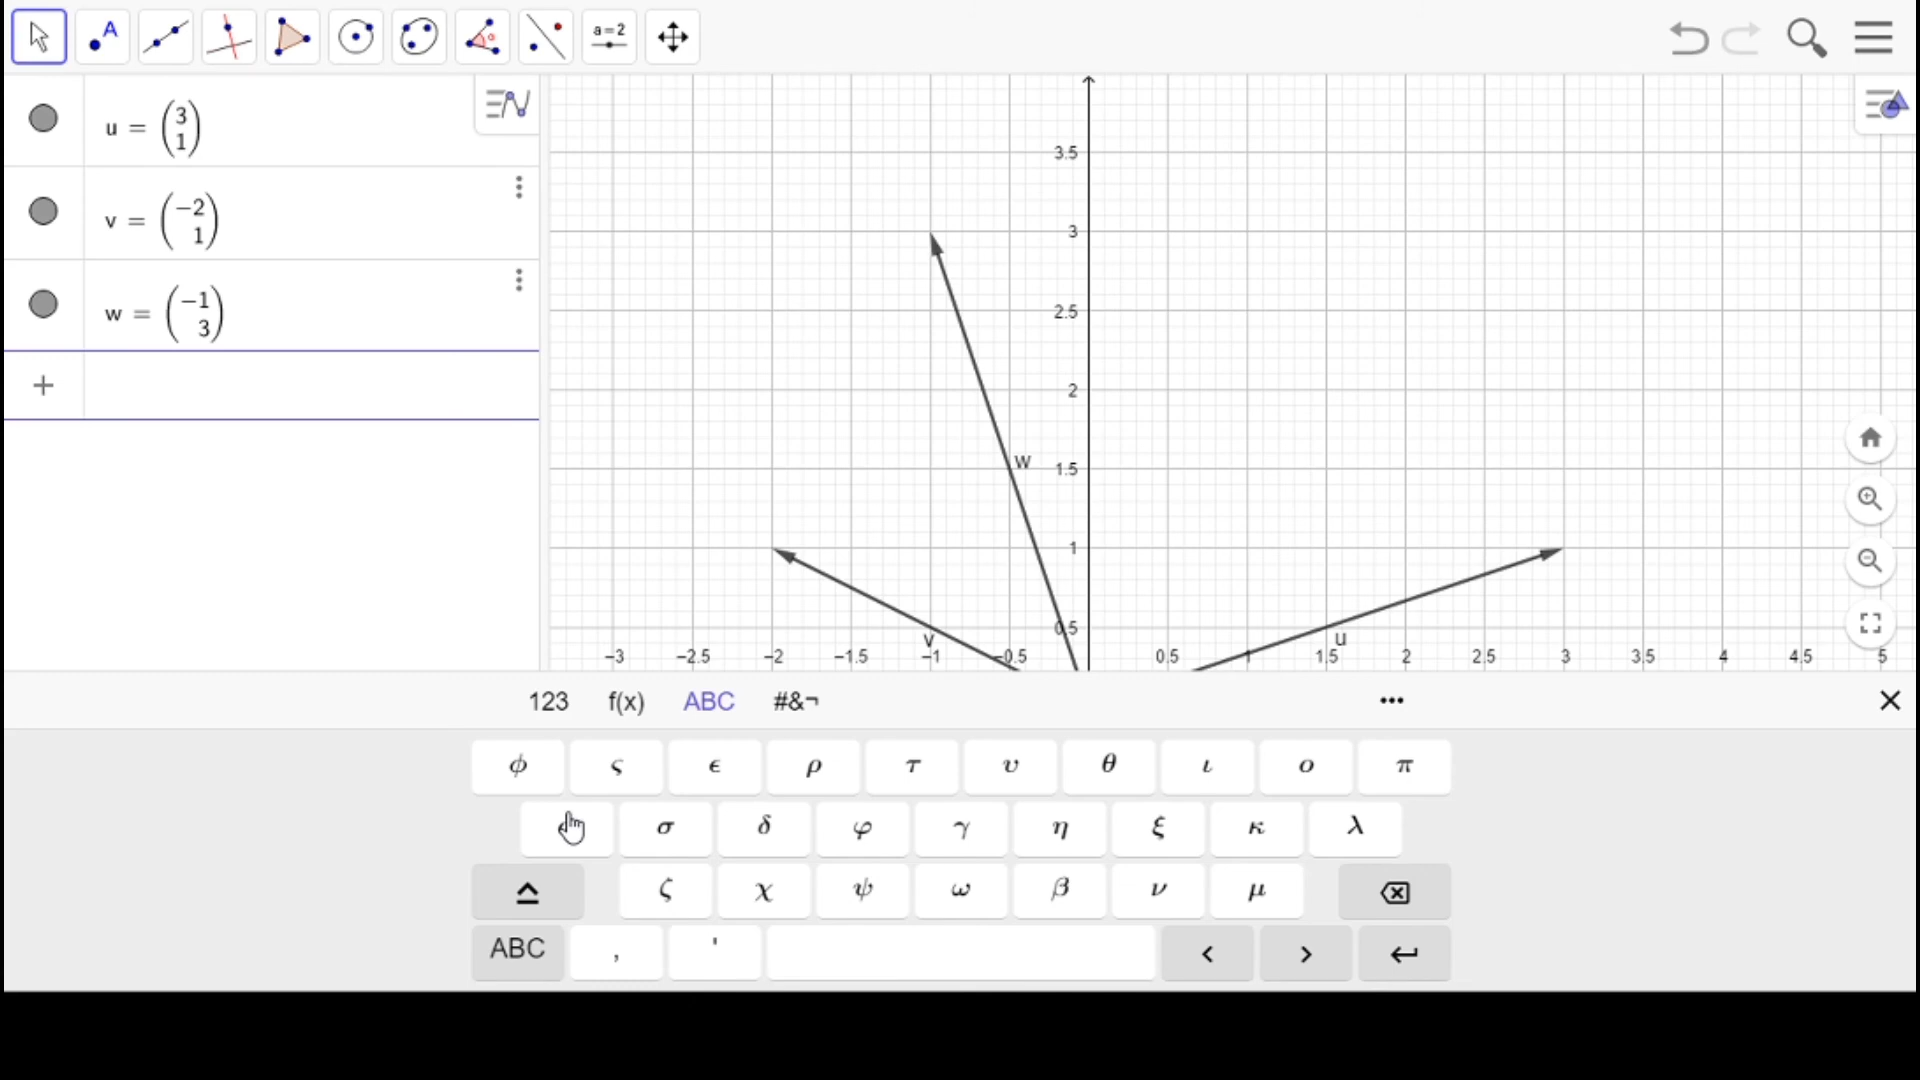 A
a=2
u = (3 1)
v = (−2 1)
w = (−1 3)
+
3.5
3
2.5
2
1.5
1
0.5
w
v
u
−3 −2.5 −2 −1.5 −1 −0.5 0.5 1 1.5 2 2.5 3 3.5 4 4.5 5
123 f(x) ABC #&¬ ••• ×
ϕ ς ϵ ρ τ υ θ ι ο π
σ δ φ γ η ξ κ λ
ζ χ ψ ω β ν μ
ABC , ' < >